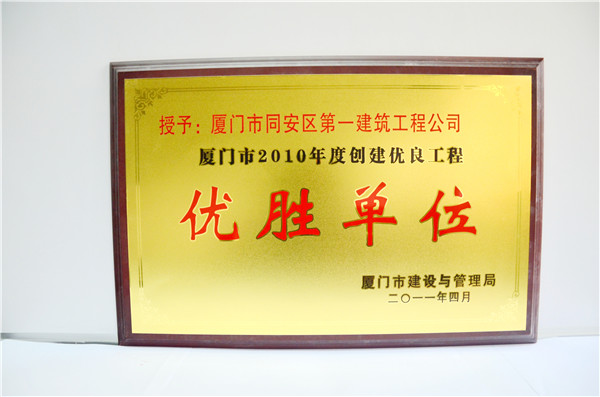 授予：厦门市同安区第一建筑工程公司
厦门市2010年度创建优良工程
优胜单位
厦门市建设与管理局
二〇一一年四月